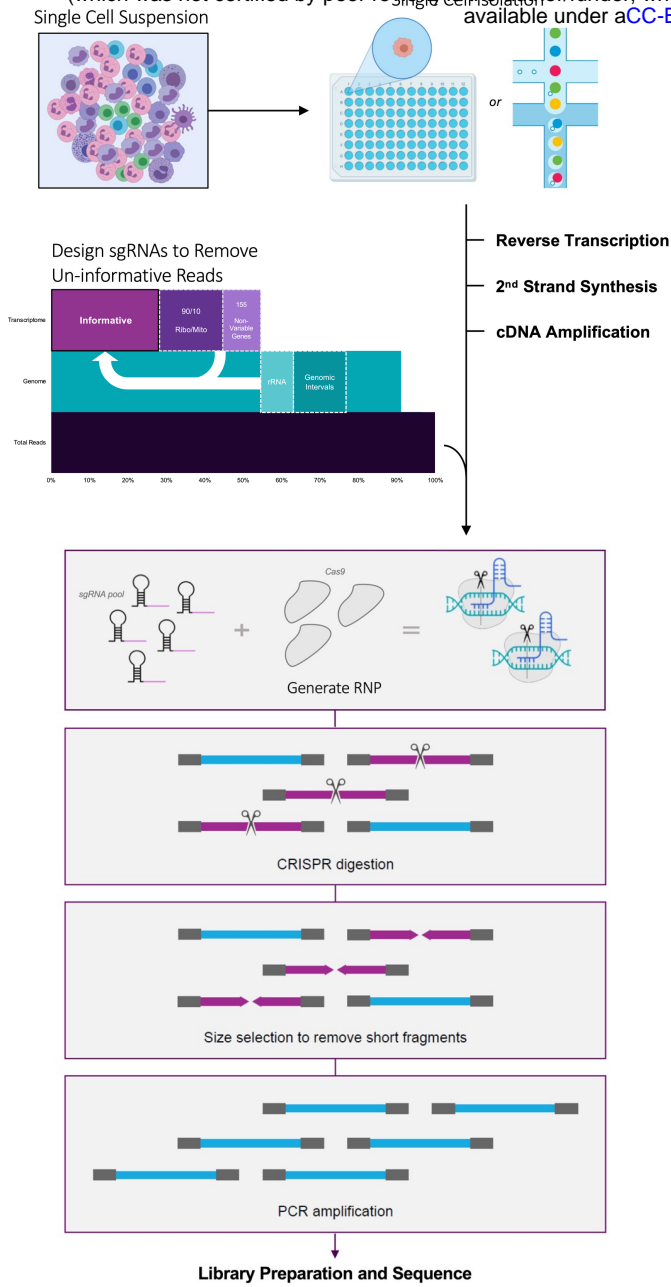 available under aCC-B
Single Cell Suspension
or
Reverse Transcription
2nd Strand Synthesis
cDNA Amplification
Design sgRNAs to Remove
Un-informative Reads
Transcriptome
Informative
90/10
Ribo/Mito
155
Non-
Variable
Genes
Genome
rRNA
Genomic
Intervals
Total Reads
0% 10% 20% 30% 40% 50% 60% 70% 80% 90% 100%
sgRNA pool
Cas9
+
=
Generate RNP
CRISPR digestion
Size selection to remove short fragments
PCR amplification
Library Preparation and Sequence